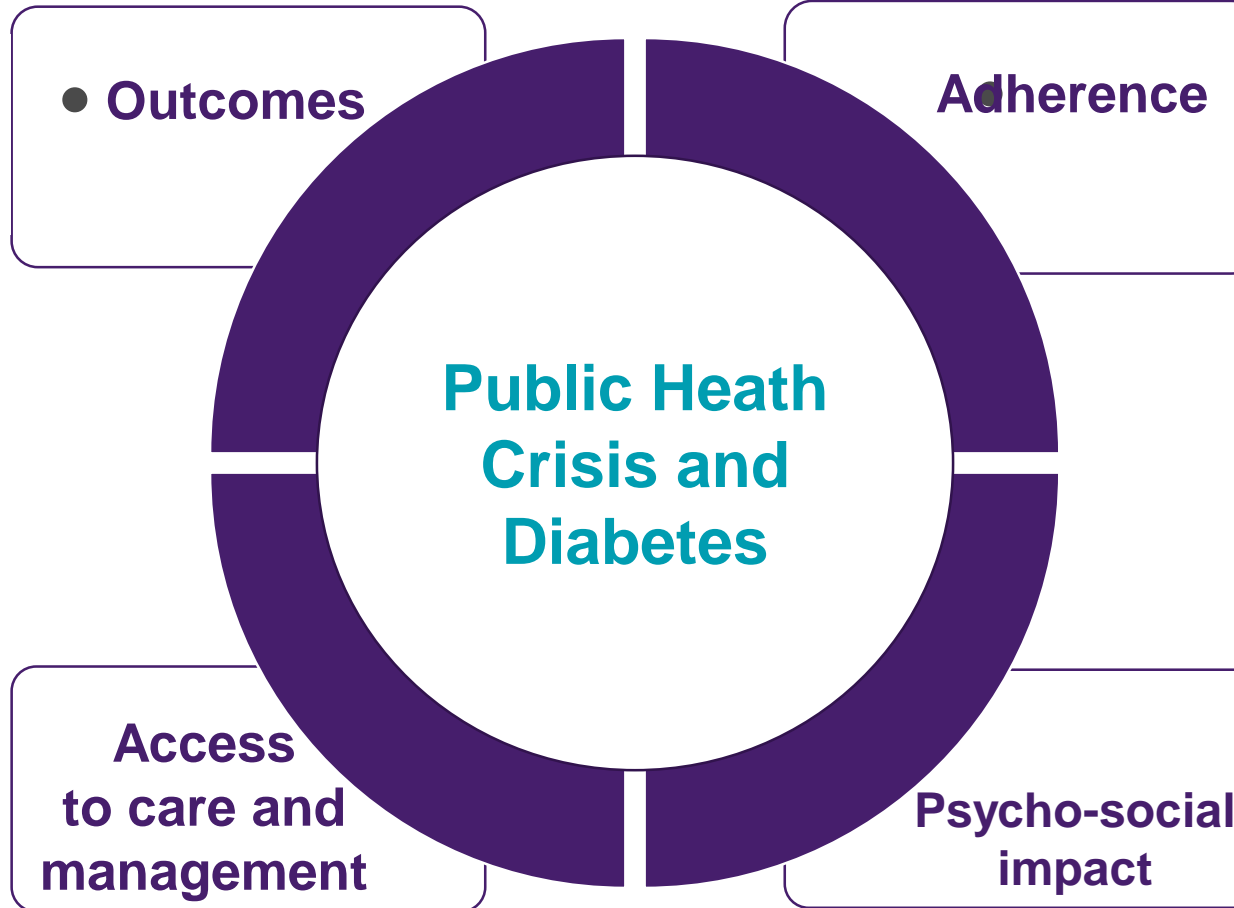 • Outcomes
Adherence
Public Heath
Crisis and
Diabetes
Access
to care and
management
Psycho-social
impact